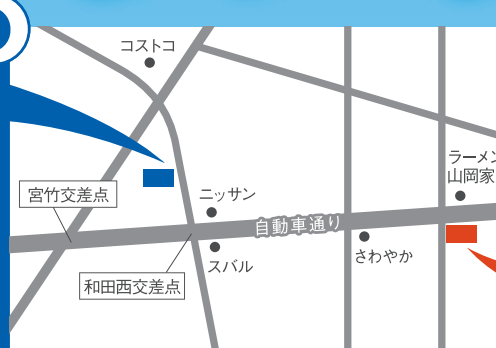 コストコ
ラーメン
山岡家
宮竹交差点
ニッサン
自動車通り
さわやか
スバル
和田西交差点